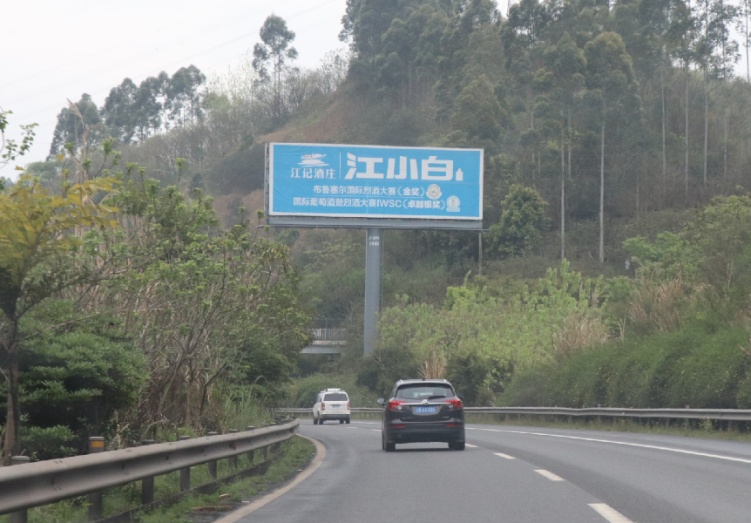 江记酒庄 江小白
布鲁塞尔国际烈酒大赛《金奖》
国际葡萄酒暨烈酒大赛IWSC《卓越银奖》